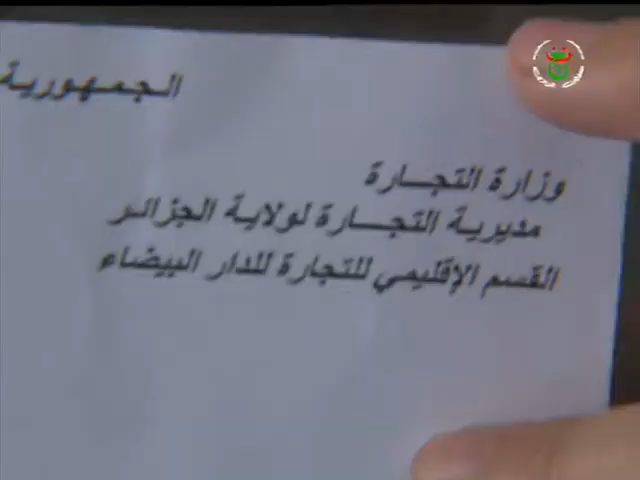 الجمهورية
وزارة التجارة
مديرية التجارة لولاية الجزائر
القسم الإقليمي للتجارة للدار البيضاء